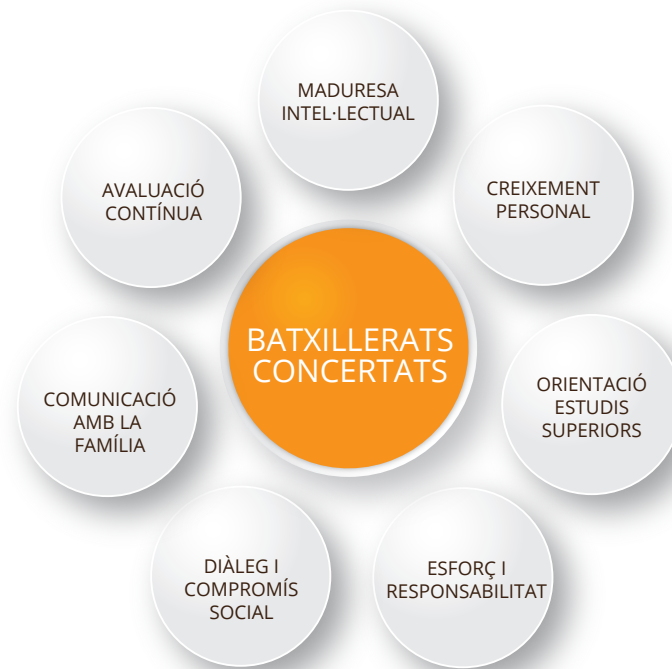 MADURESA
INTEL·LECTUAL
CREIXEMENT
PERSONAL
ORIENTACIÓ
ESTUDIS
SUPERIORS
ESFORÇ I
RESPONSABILITAT
DIÀLEG I
COMPROMÍS
SOCIAL
COMUNICACIÓ
AMB LA
FAMÍLIA
AVALUACIÓ
CONTÍNUA
BATXILLERATS
CONCERTATS